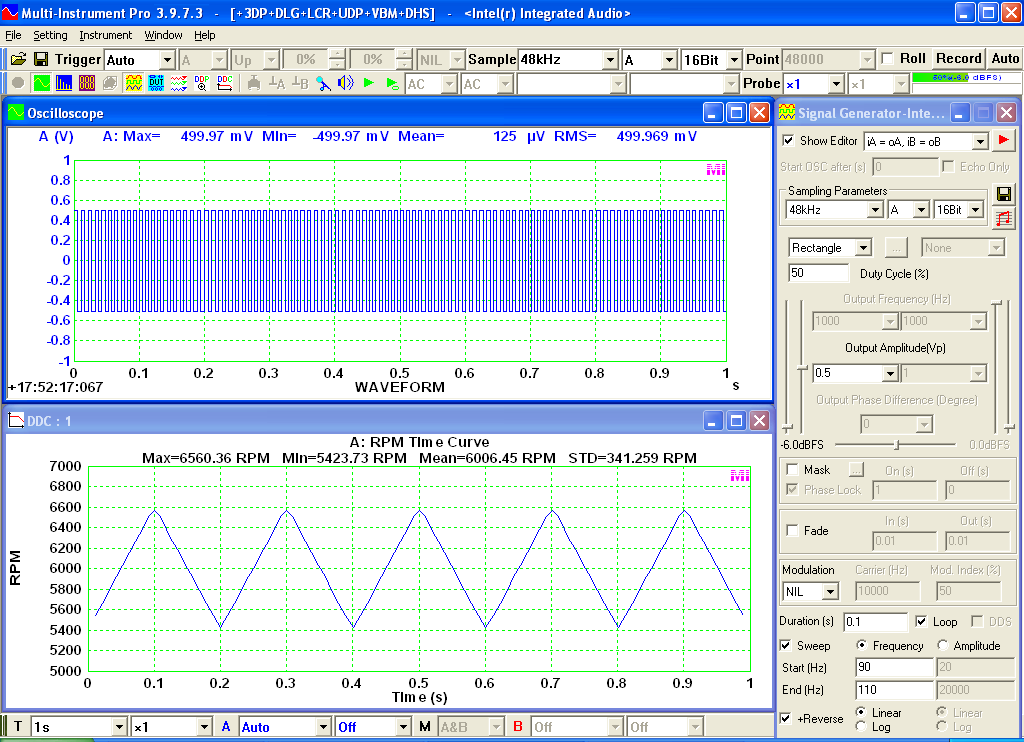 Multi-Instrument Pro 3.9.7.3 - [+3DP+DLG+LCR+UDP+VBM+DHS] - <Intel(r) Integrated Audio>
File Setting Instrument Window Help
Trigger Auto A Up 0% 0% NIL Sample 48kHz A 16Bit Point 48000 Roll Record Auto
DUT DDP DDC A B AC AC Probe ×1 ×1 60%-6.0 dBFS)
Oscilloscope
A (V) A: Max= 499.97 mV MIn= -499.97 mV Mean= 125 µV RMS= 499.969 mV
MI
1
0.8
0.6
0.4
0.2
0
-0.2
-0.4
-0.6
-0.8
-1
0 0.1 0.2 0.3 0.4 0.5 0.6 0.7 0.8 0.9 1
+17:52:17:067 WAVEFORM s
DDC : 1
A: RPM TIme Curve
Max=6560.36 RPM MIn=5423.73 RPM Mean=6006.45 RPM STD=341.259 RPM
MI
7000
6800
6600
6400
6200
6000
5800
5600
5400
5200
5000
RPM
0 0.1 0.2 0.3 0.4 0.5 0.6 0.7 0.8 0.9 1
TIme (s)
T 1s ×1 A Auto Off M A&B B Off Off
Signal Generator-Inte...
Show Editor iA = oA, iB = oB
Start OSC after (s) 0 Echo Only
Sampling Parameters
48kHz A 16Bit
Rectangle ... None
50 Duty Cycle (%)
Output Frequency (Hz)
1000 1000
Output Amplitude(Vp)
0.5 1
Output Phase Difference (Degree)
0
-6.0dBFS 0.0dBFS
Mask ... On (s) Off (s)
Phase Lock 1 0
In (s) Out (s)
Fade 0.01 0.01
Modulation Carrier (Hz) Mod. Index (%)
NIL 10000 50
Duration (s) 0.1 Loop DDS
Sweep Frequency Amplitude
Start (Hz) 90 20
End (Hz) 110 20000
+Reverse Linear Linear
Log Log